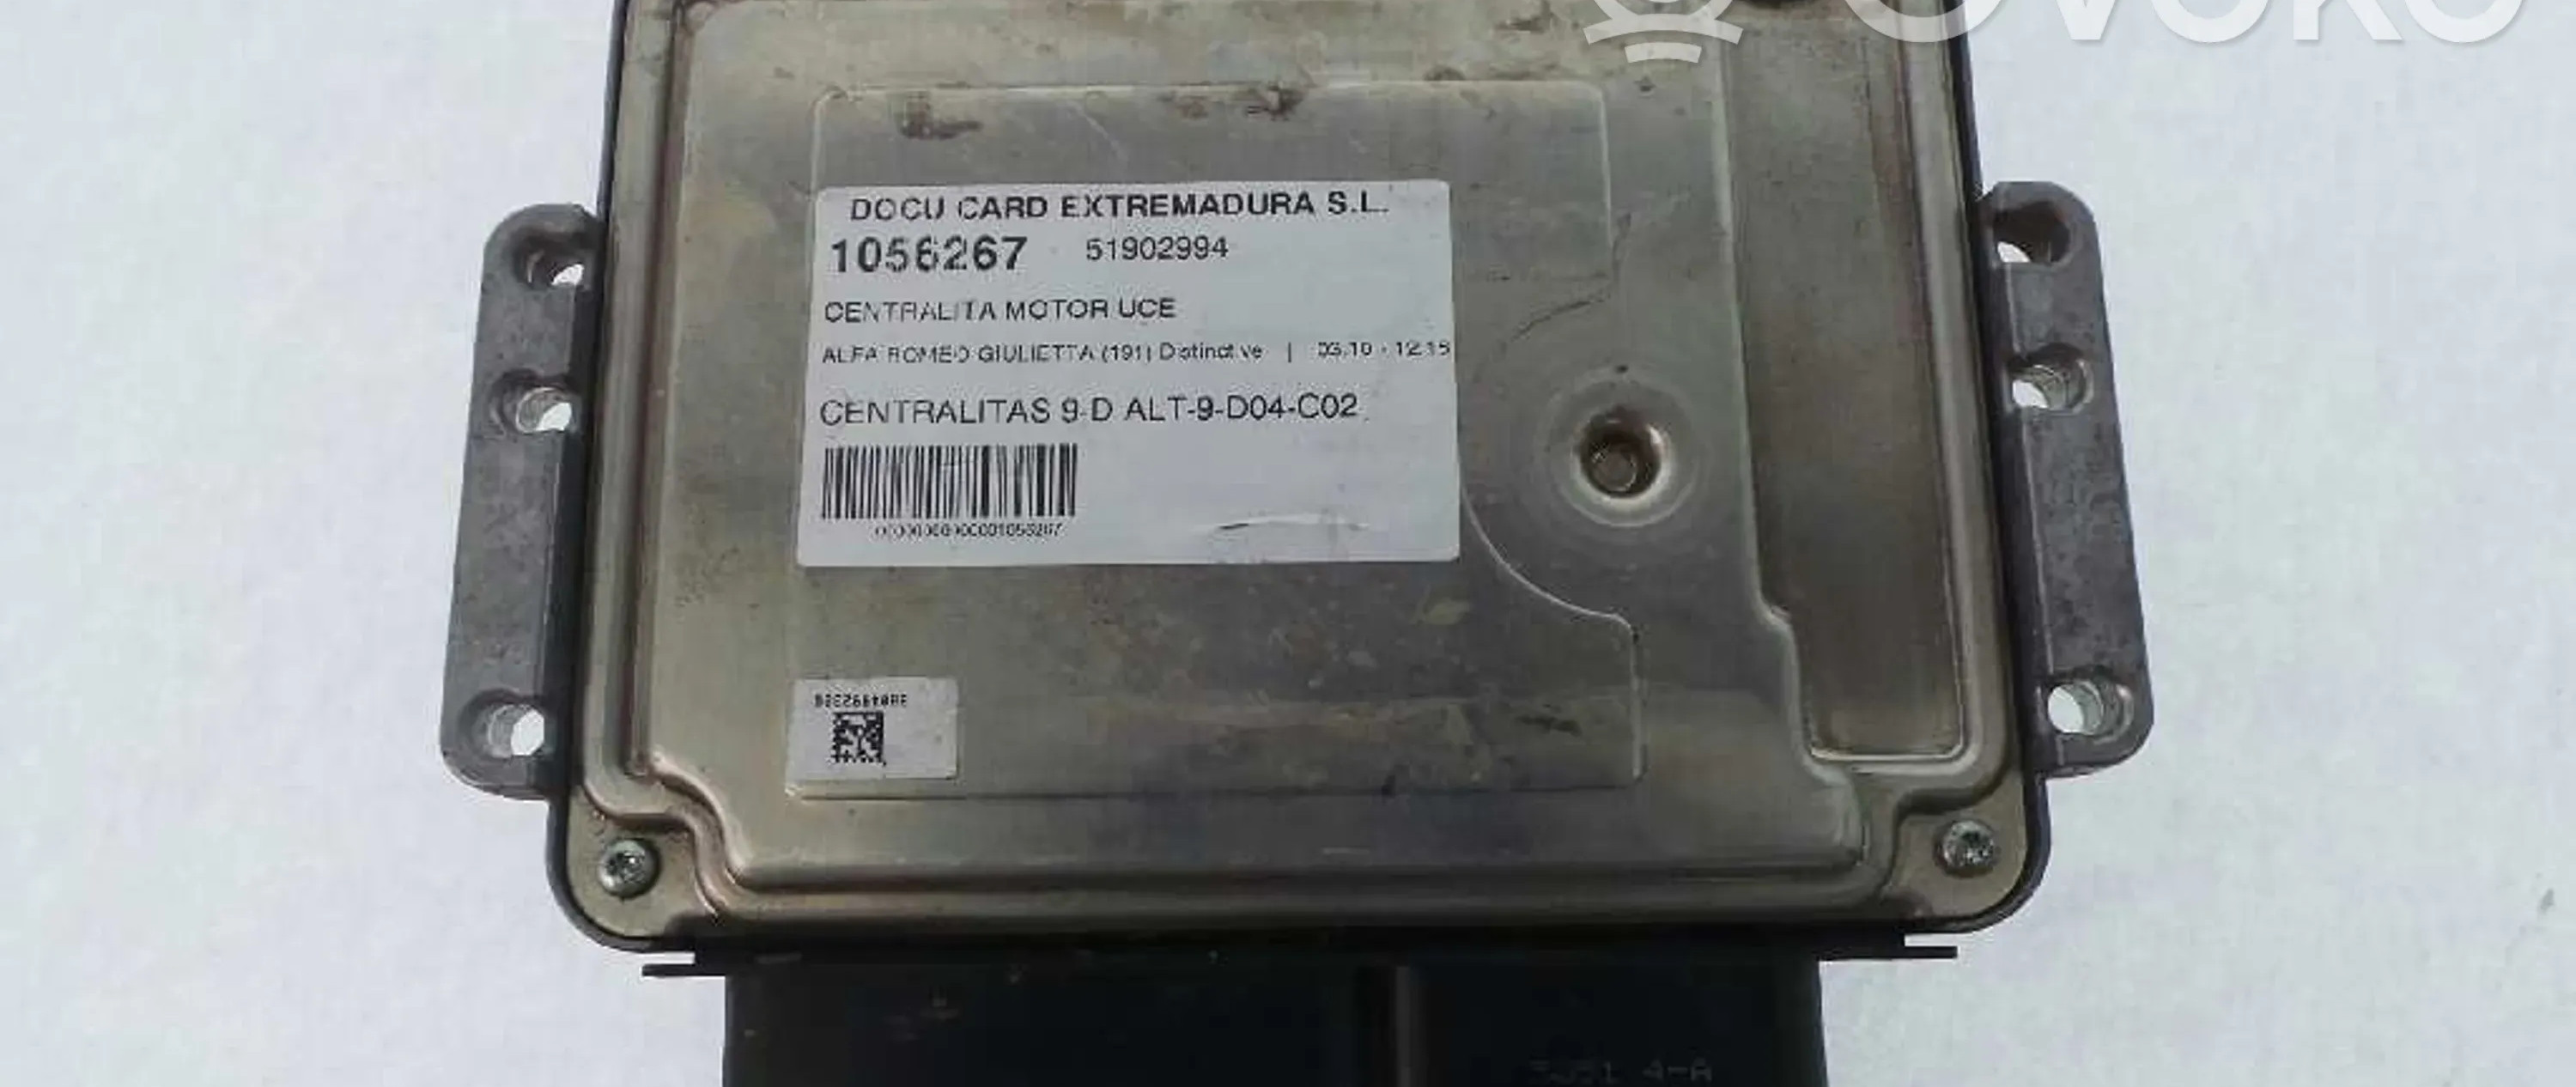 OVOKO
DOCU CARD EXTREMADURA S.L.
1056267 51902994
CENTRALITA MOTOR UCE
ALFA ROMEO GIULIETTA (191) Distinctive | 03.10 - 12.15
CENTRALITAS 9-D ALT-9-D04-C02